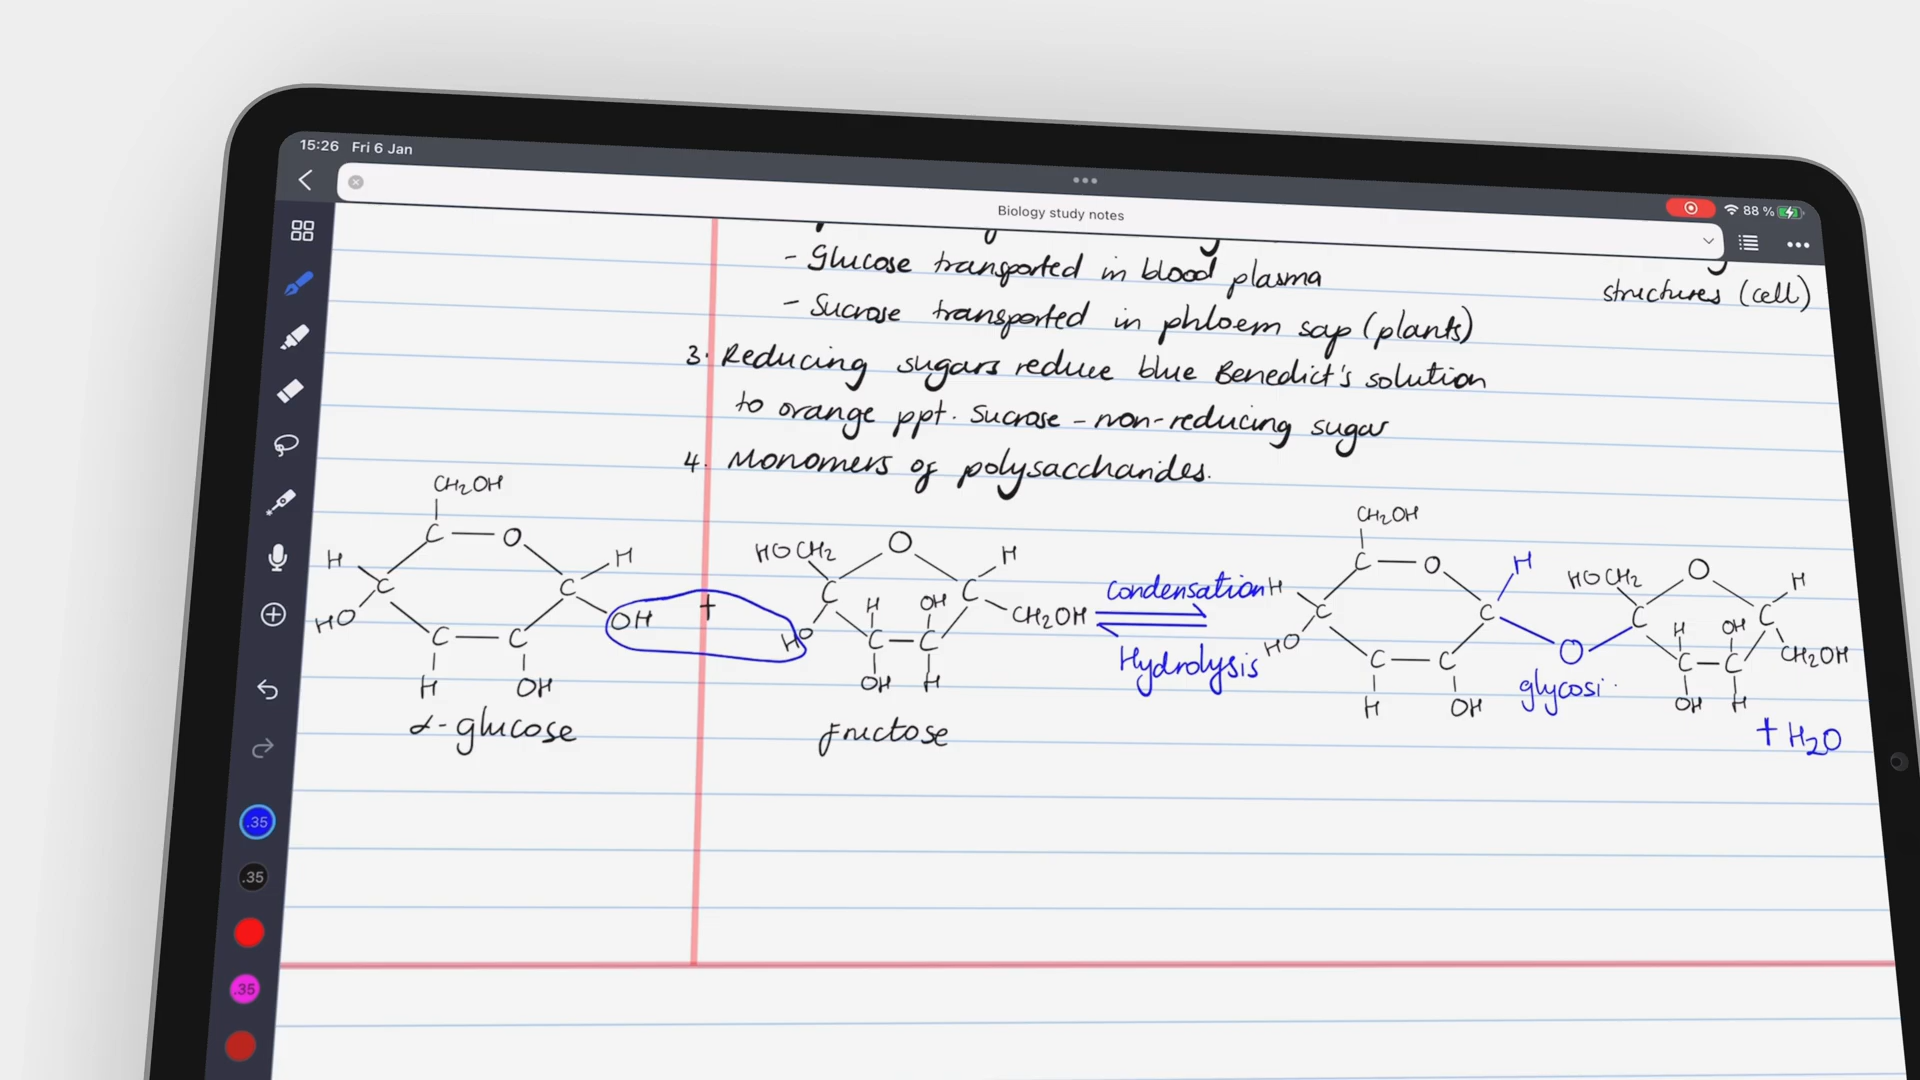 15:26 Fri 6 Jan
88 %
Biology study notes
- Glucose transported in blood plasma
structures (cell)
- Sucrose transported in phloem sap (plants)
3. Reducing sugars reduce blue Benedict's solution
to orange ppt. Sucrose - non-reducing sugar
4. Monomers of polysaccharides.
CH2OH
C O
H C C H
HO OH
C C
H OH
α-glucose
+
HOCH2 O H
C C
HO H OH CH2OH
C C
OH H
fructose
Condensation
Hydrolysis
CH2OH
C O H
H C C
HO O
C C
H OH
glycosi
HOCH2 O H
C C
H OH CH2OH
C C
OH H
+ H2O
.35
.35
.35